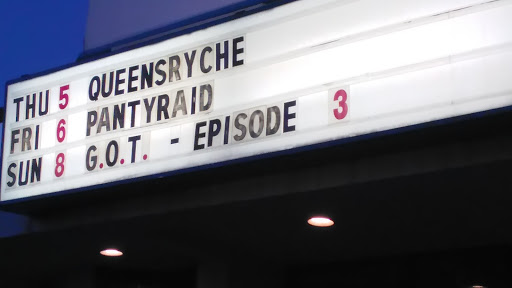 THU 5 QUEENSRYCHE
FRI 6 PANTYRAID
SUN 8 G.O.T. - EPISODE 3